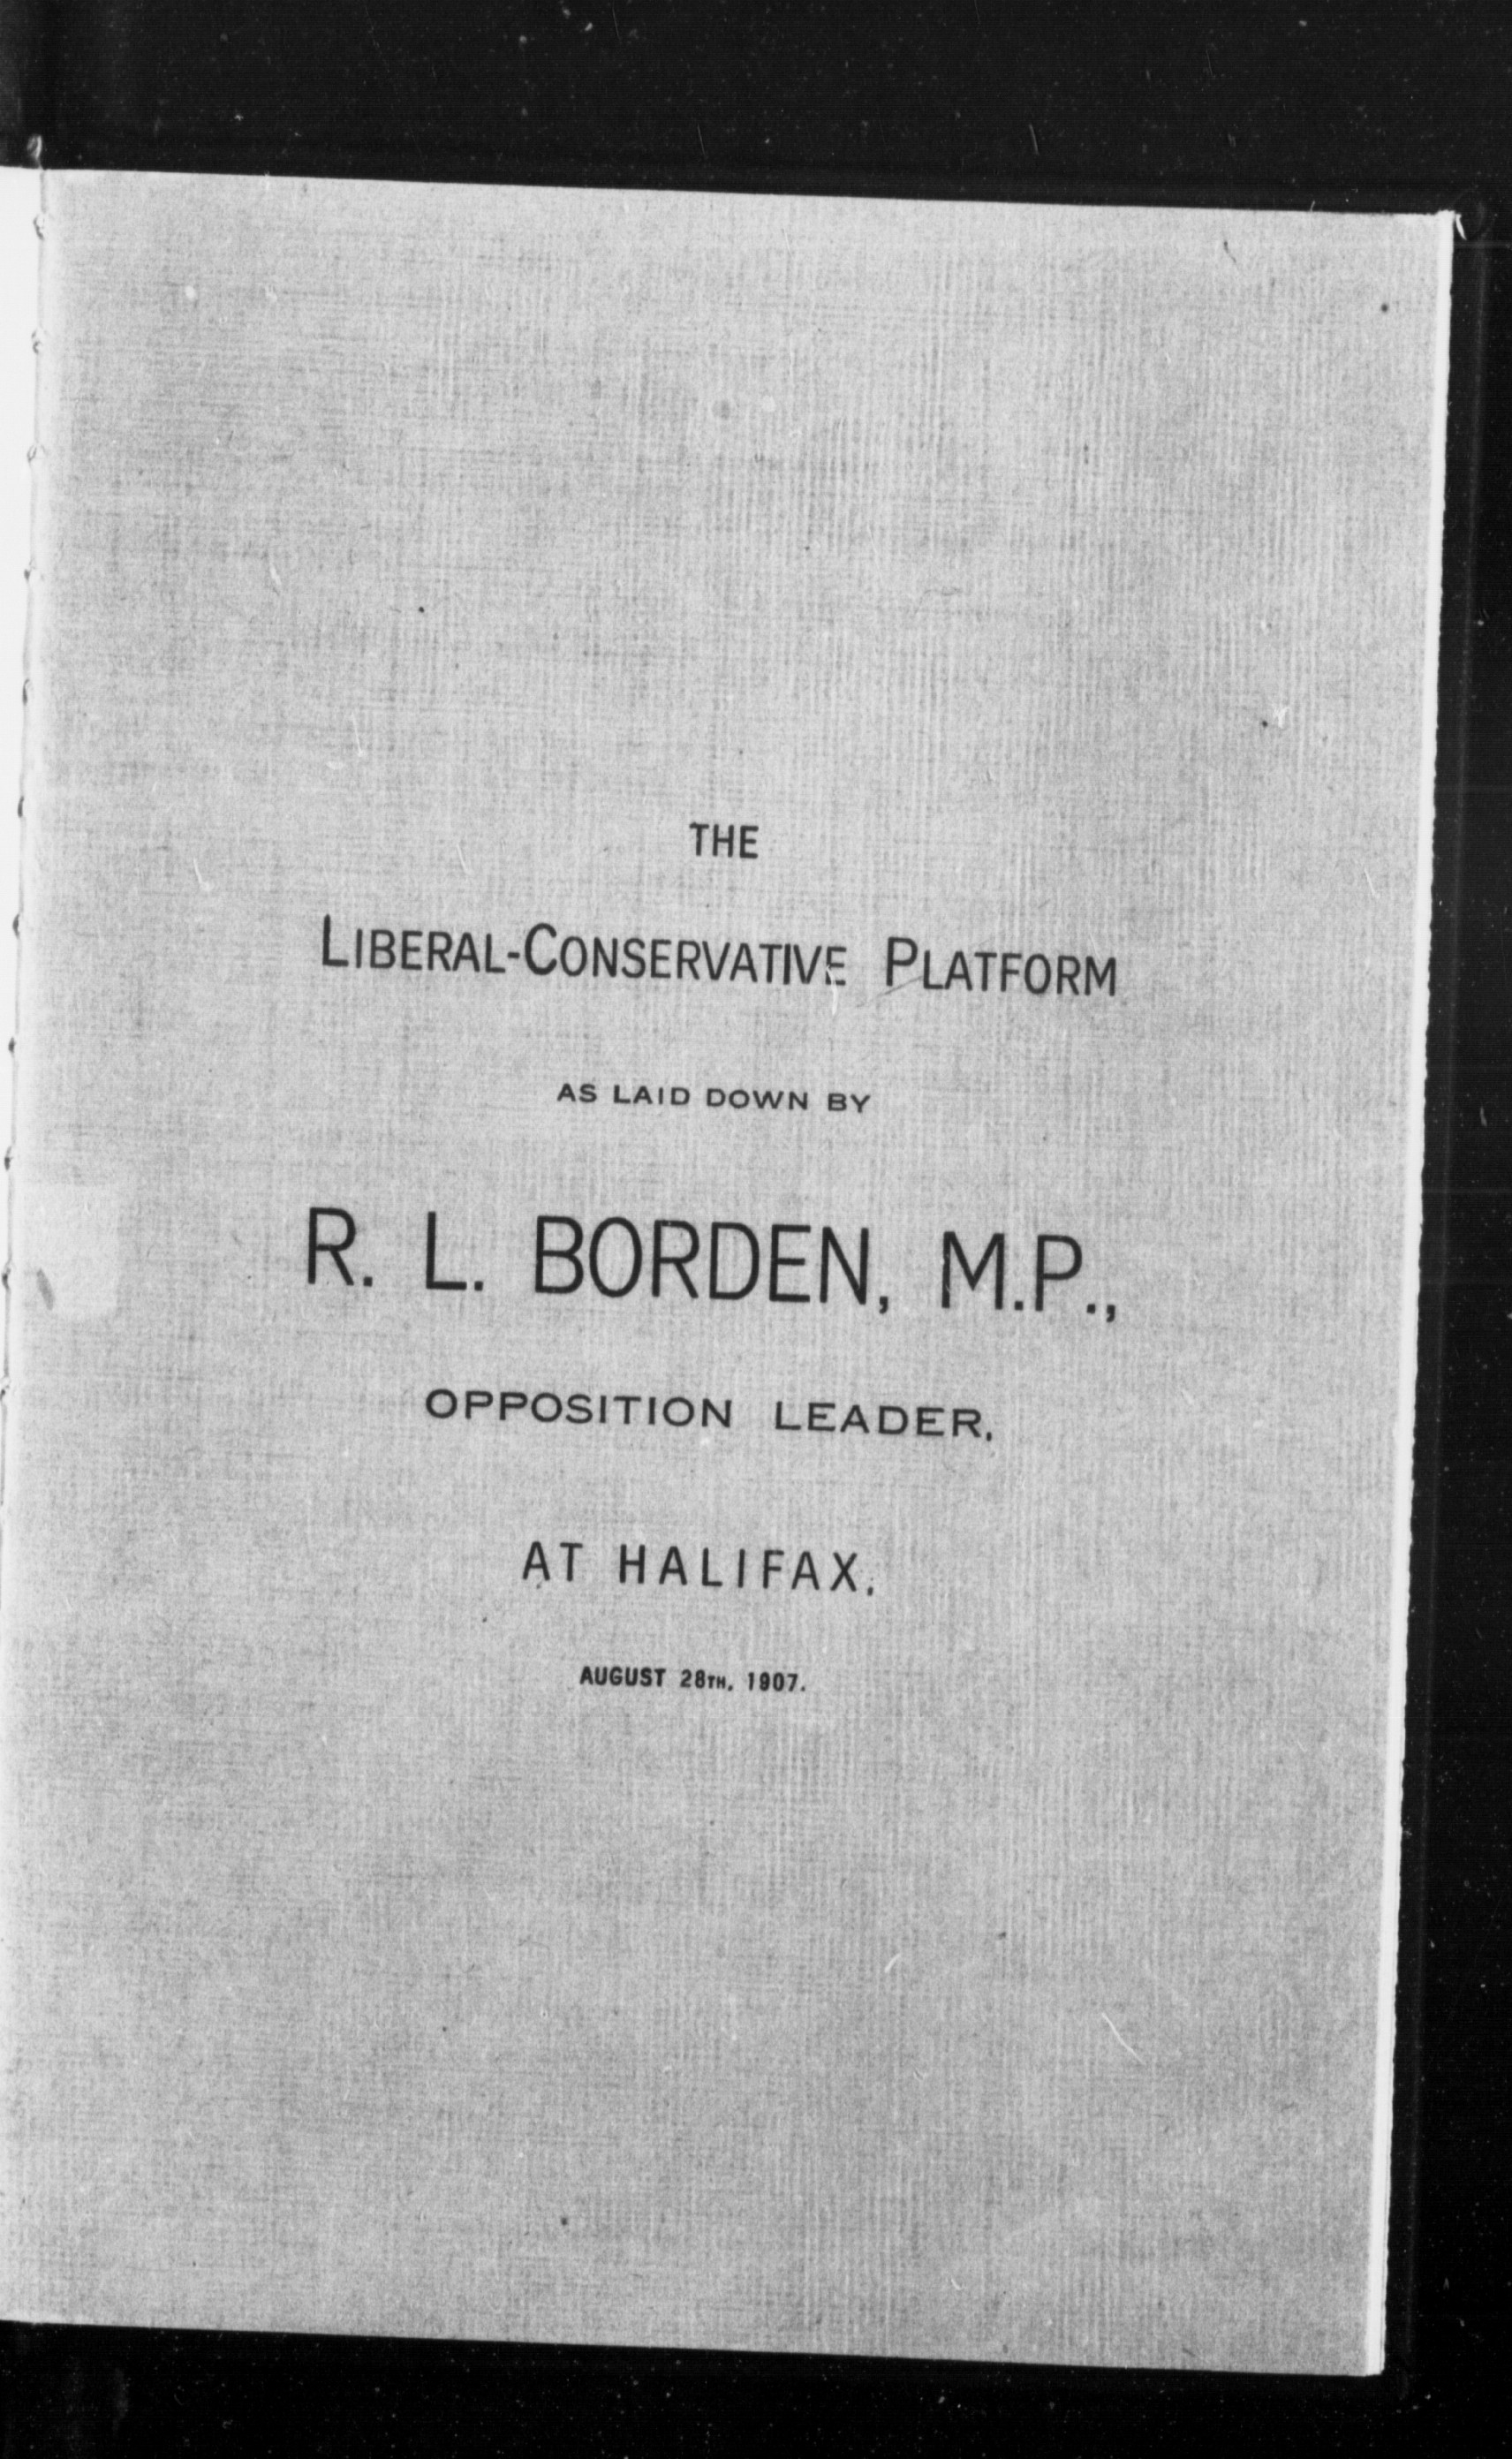 THE
LIBERAL-CONSERVATIVE PLATFORM
AS LAID DOWN BY
R. L. BORDEN, M.P.,
OPPOSITION LEADER,
AT HALIFAX.
AUGUST 28TH, 1907.